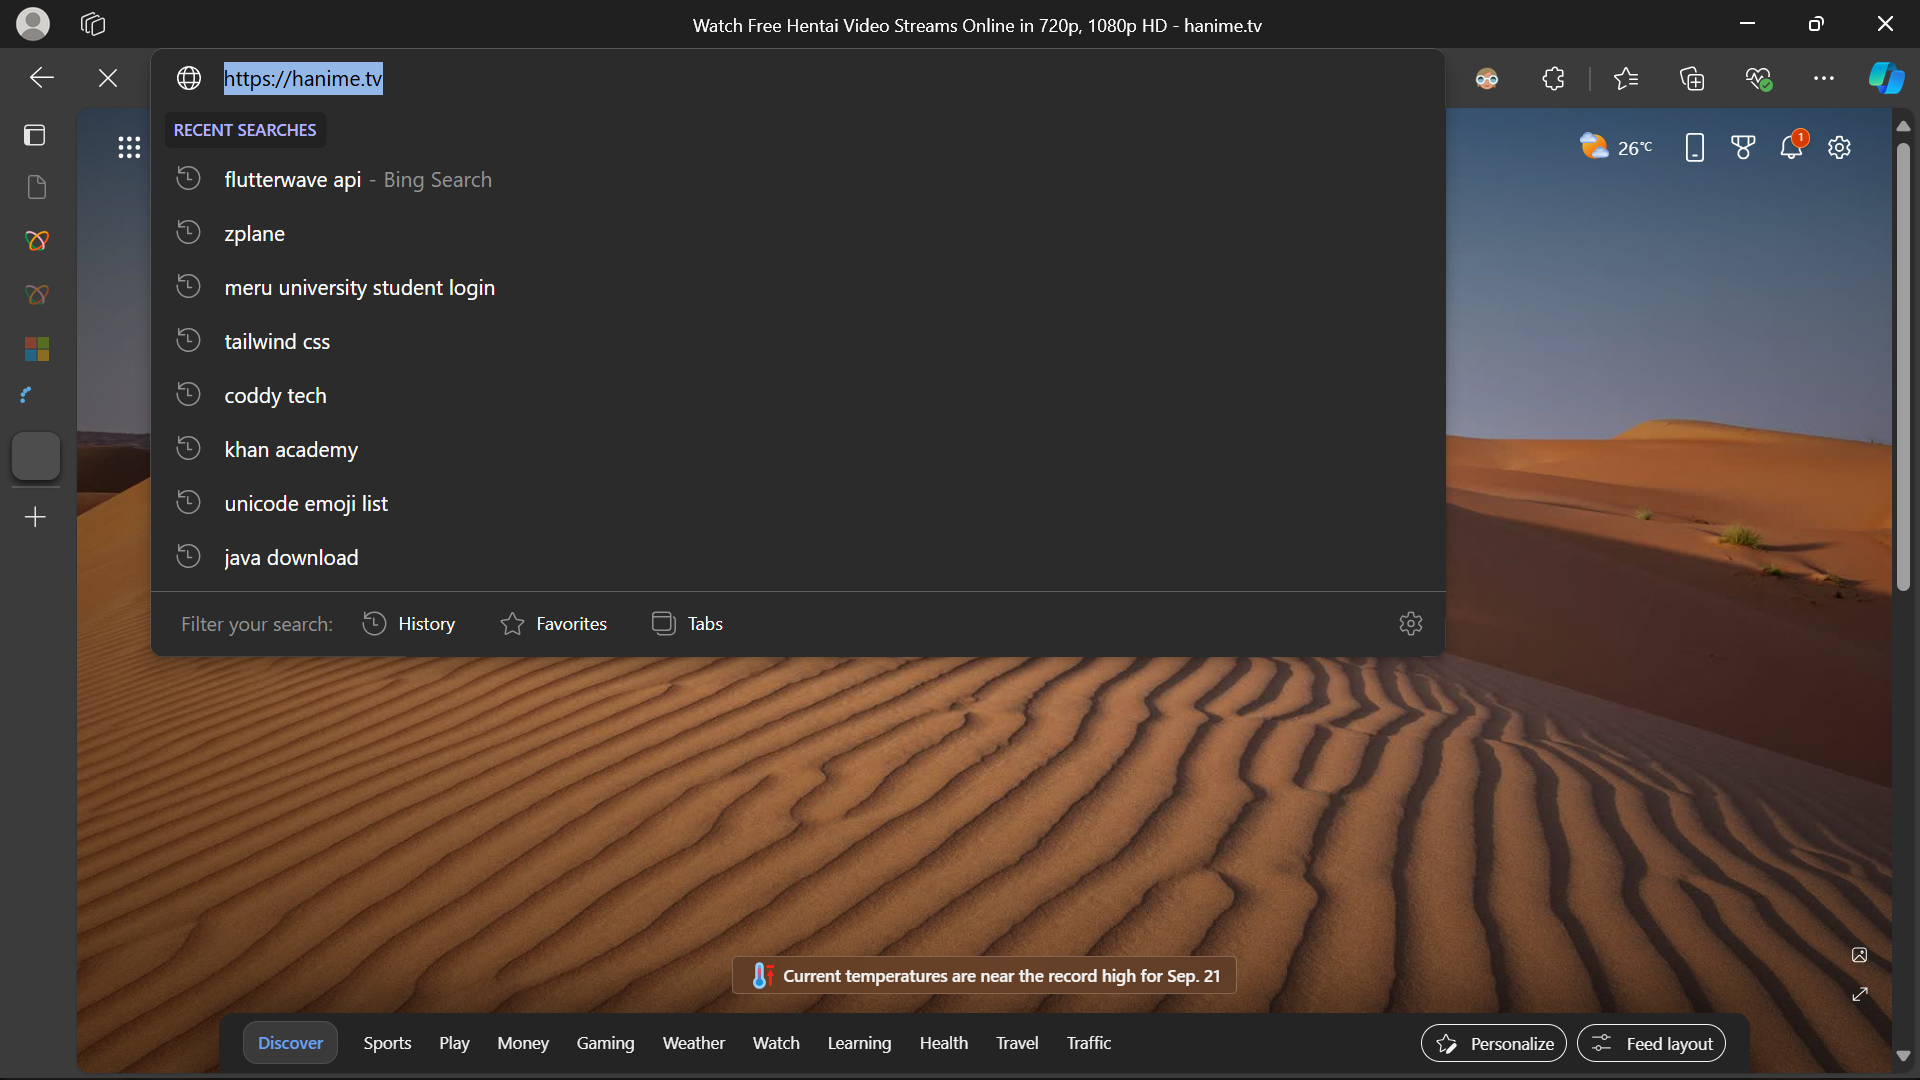 Watch Free Hentai Video Streams Online in 720p, 1080p HD - hanime.tv
https://hanime.tv
RECENT SEARCHES
flutterwave api - Bing Search
zplane
meru university student login
tailwind css
coddy tech
khan academy
unicode emoji list
java download
Filter your search: History Favorites Tabs
26°C
1
Current temperatures are near the record high for Sep. 21
Discover Sports Play Money Gaming Weather Watch Learning Health Travel Traffic Personalize Feed layout